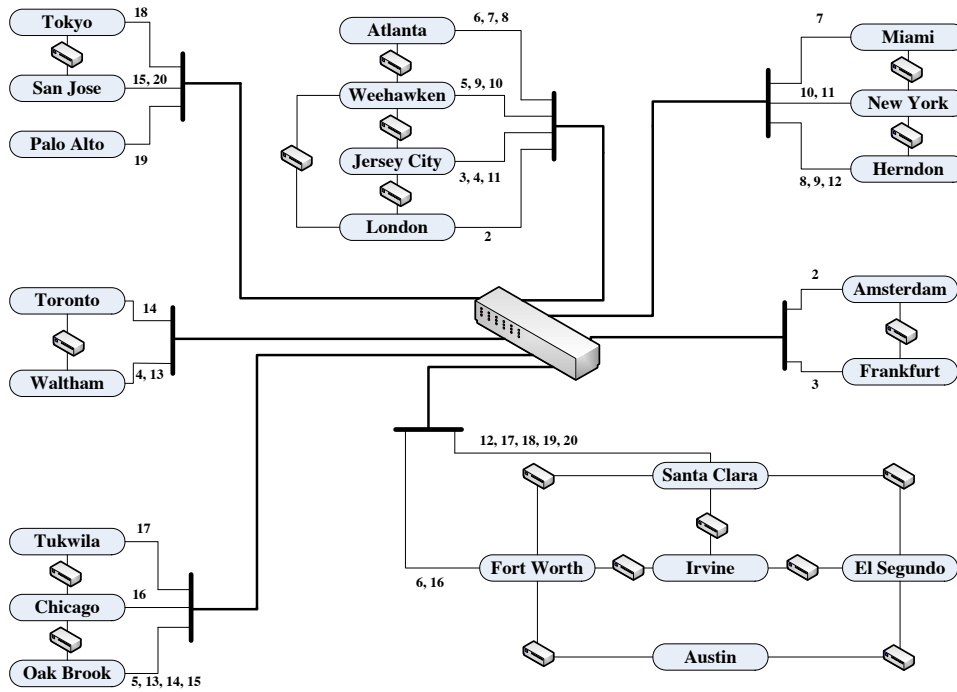 Tokyo
18
San Jose
15, 20
Palo Alto
19
Atlanta
6, 7, 8
Weehawken
5, 9, 10
Jersey City
3, 4, 11
London
2
7
Miami
10, 11
New York
8, 9, 12
Herndon
Toronto
14
Waltham
4, 13
2
Amsterdam
3
Frankfurt
12, 17, 18, 19, 20
Santa Clara
6, 16
Fort Worth
Irvine
El Segundo
Austin
Tukwila
17
Chicago
16
Oak Brook
5, 13, 14, 15